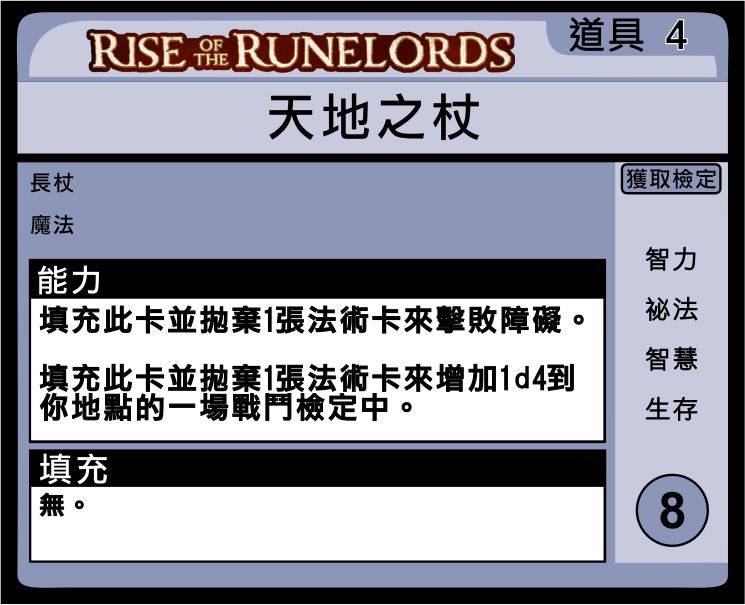 RISE OF THE RUNELORDS
道具 4
天地之杖
長杖
魔法
獲取檢定
智力
祕法
智慧
生存
8
能力
填充此卡並拋棄1張法術卡來擊敗障礙。
填充此卡並拋棄1張法術卡來增加1d4到
你地點的一場戰鬥檢定中。
填充
無。